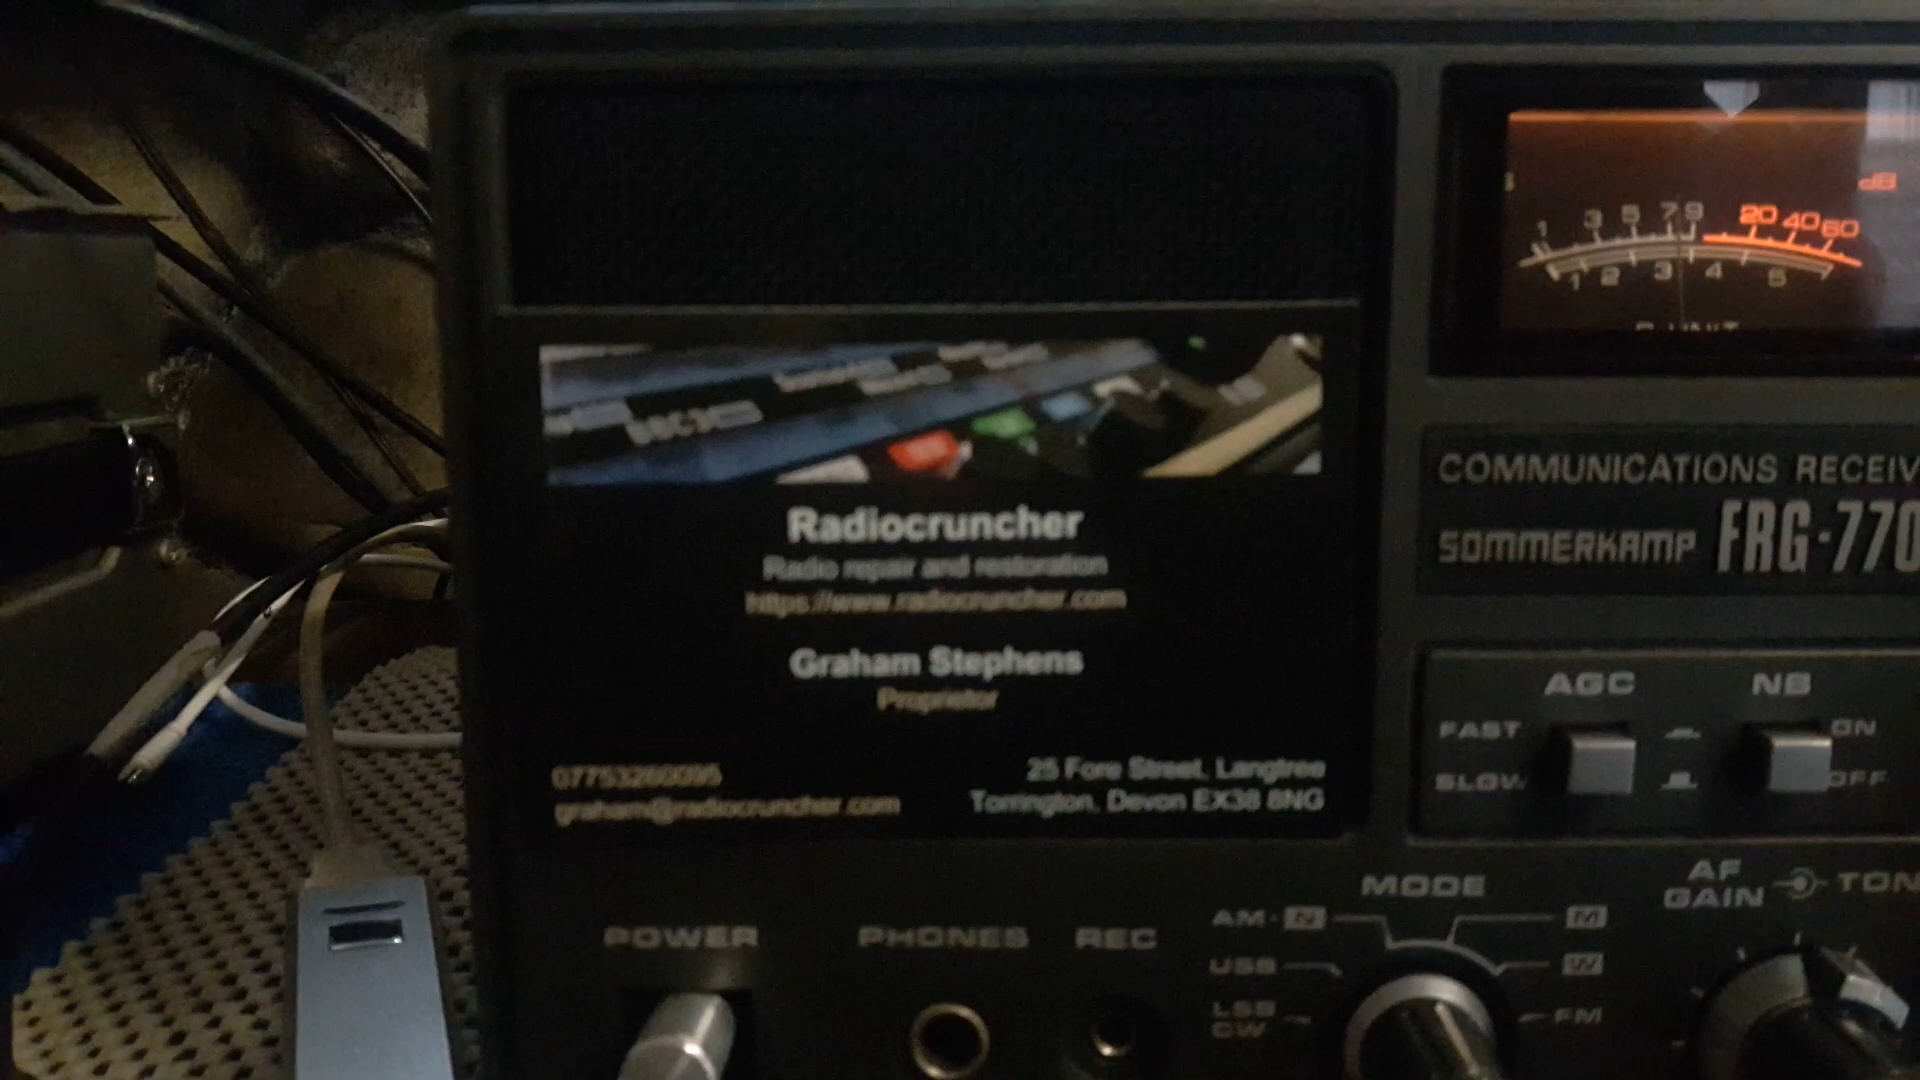 Radiocruncher
Radio repair and restoration
https://www.radiocruncher.com
Graham Stephens
Proprietor
graham@radiocruncher.com
25 Fore Street, Langtree
Torrington, Devon EX38 8NG
1 3 5 7 9 20 40 60 dB
1 2 3 4 5
COMMUNICATIONS RECEIV
SOMMERKAMP FRG-770
AGC NB
FAST ON
SLOW OFF
POWER PHONES REC
MODE
AM-N M
USB W
LSB
CW FM
AF
GAIN TON